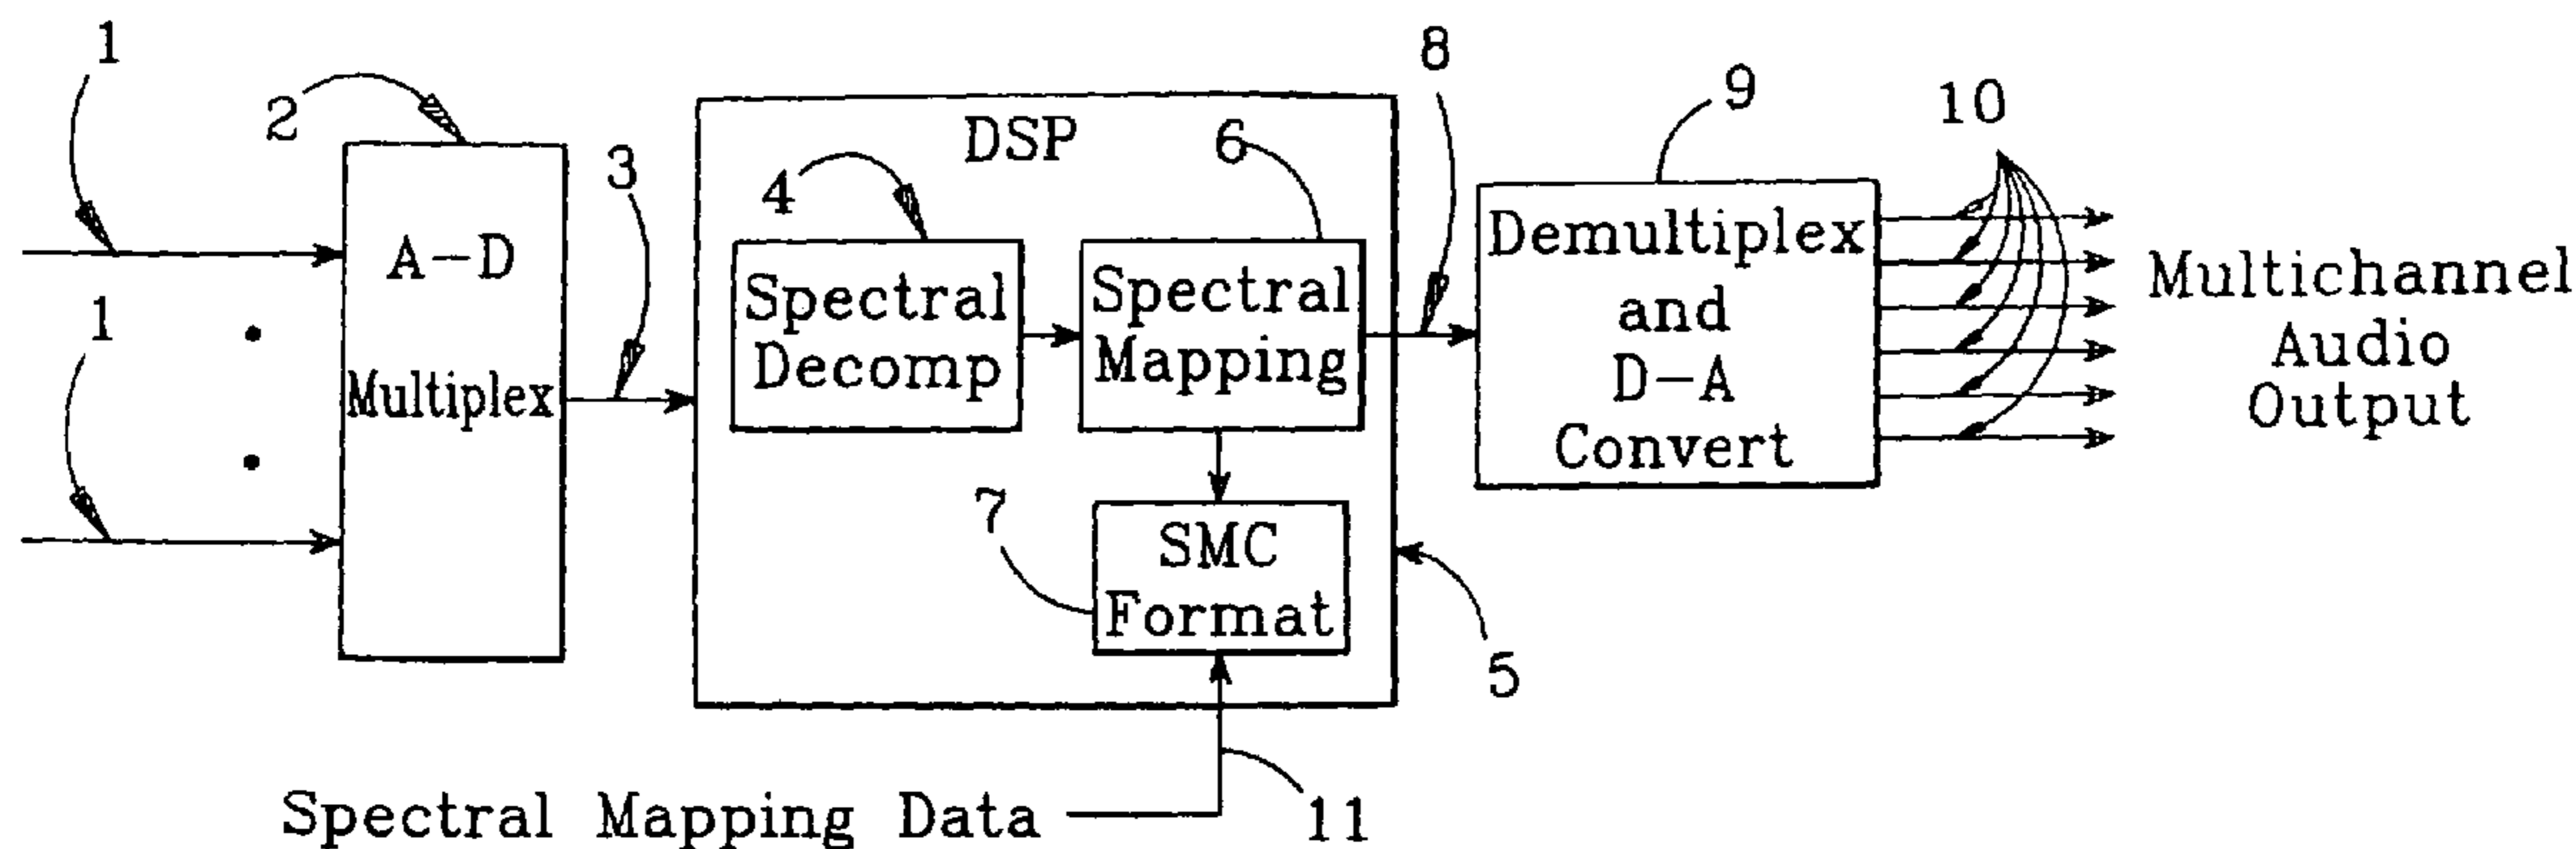 1
2
A-D
Multiplex
1
1
3
DSP
4
Spectral
Decomp
6
Spectral
Mapping
7
SMC
Format
5
8
9
Demultiplex
and
D-A
Convert
10
Multichannel
Audio
Output
Spectral Mapping Data
11